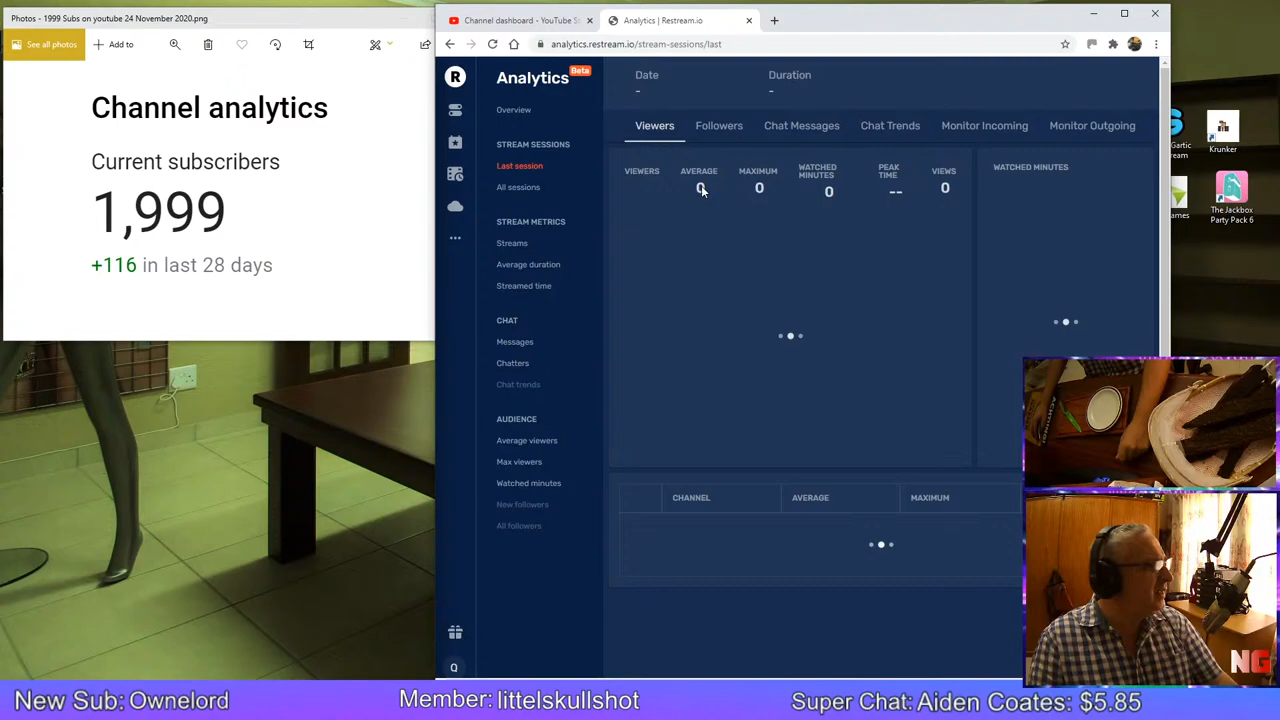 Photos - 1999 Subs on youtube 24 November 2020.png
See all photos
Add to
Channel analytics
Current subscribers
1,999
+116 in last 28 days
Channel dashboard - YouTube S
Analytics | Restream.io
analytics.restream.io/stream-sessions/last
R
Analytics
Beta
Overview
STREAM SESSIONS
Last session
All sessions
STREAM METRICS
Streams
Average duration
Streamed time
CHAT
Messages
Chatters
Chat trends
AUDIENCE
Average viewers
Max viewers
Watched minutes
New followers
All followers
Q
Date
-
Duration
-
Viewers
Followers
Chat Messages
Chat Trends
Monitor Incoming
Monitor Outgoing
VIEWERS
AVERAGE
0
MAXIMUM
0
WATCHED
MINUTES
0
PEAK
TIME
--
VIEWS
0
WATCHED MINUTES
CHANNEL
AVERAGE
MAXIMUM
Gartic
Krunker
The Jackbox
Party Pack 6
NG
New Sub: Ownelord
Member: littelskullshot
Super Chat: Aiden Coates: $5.85